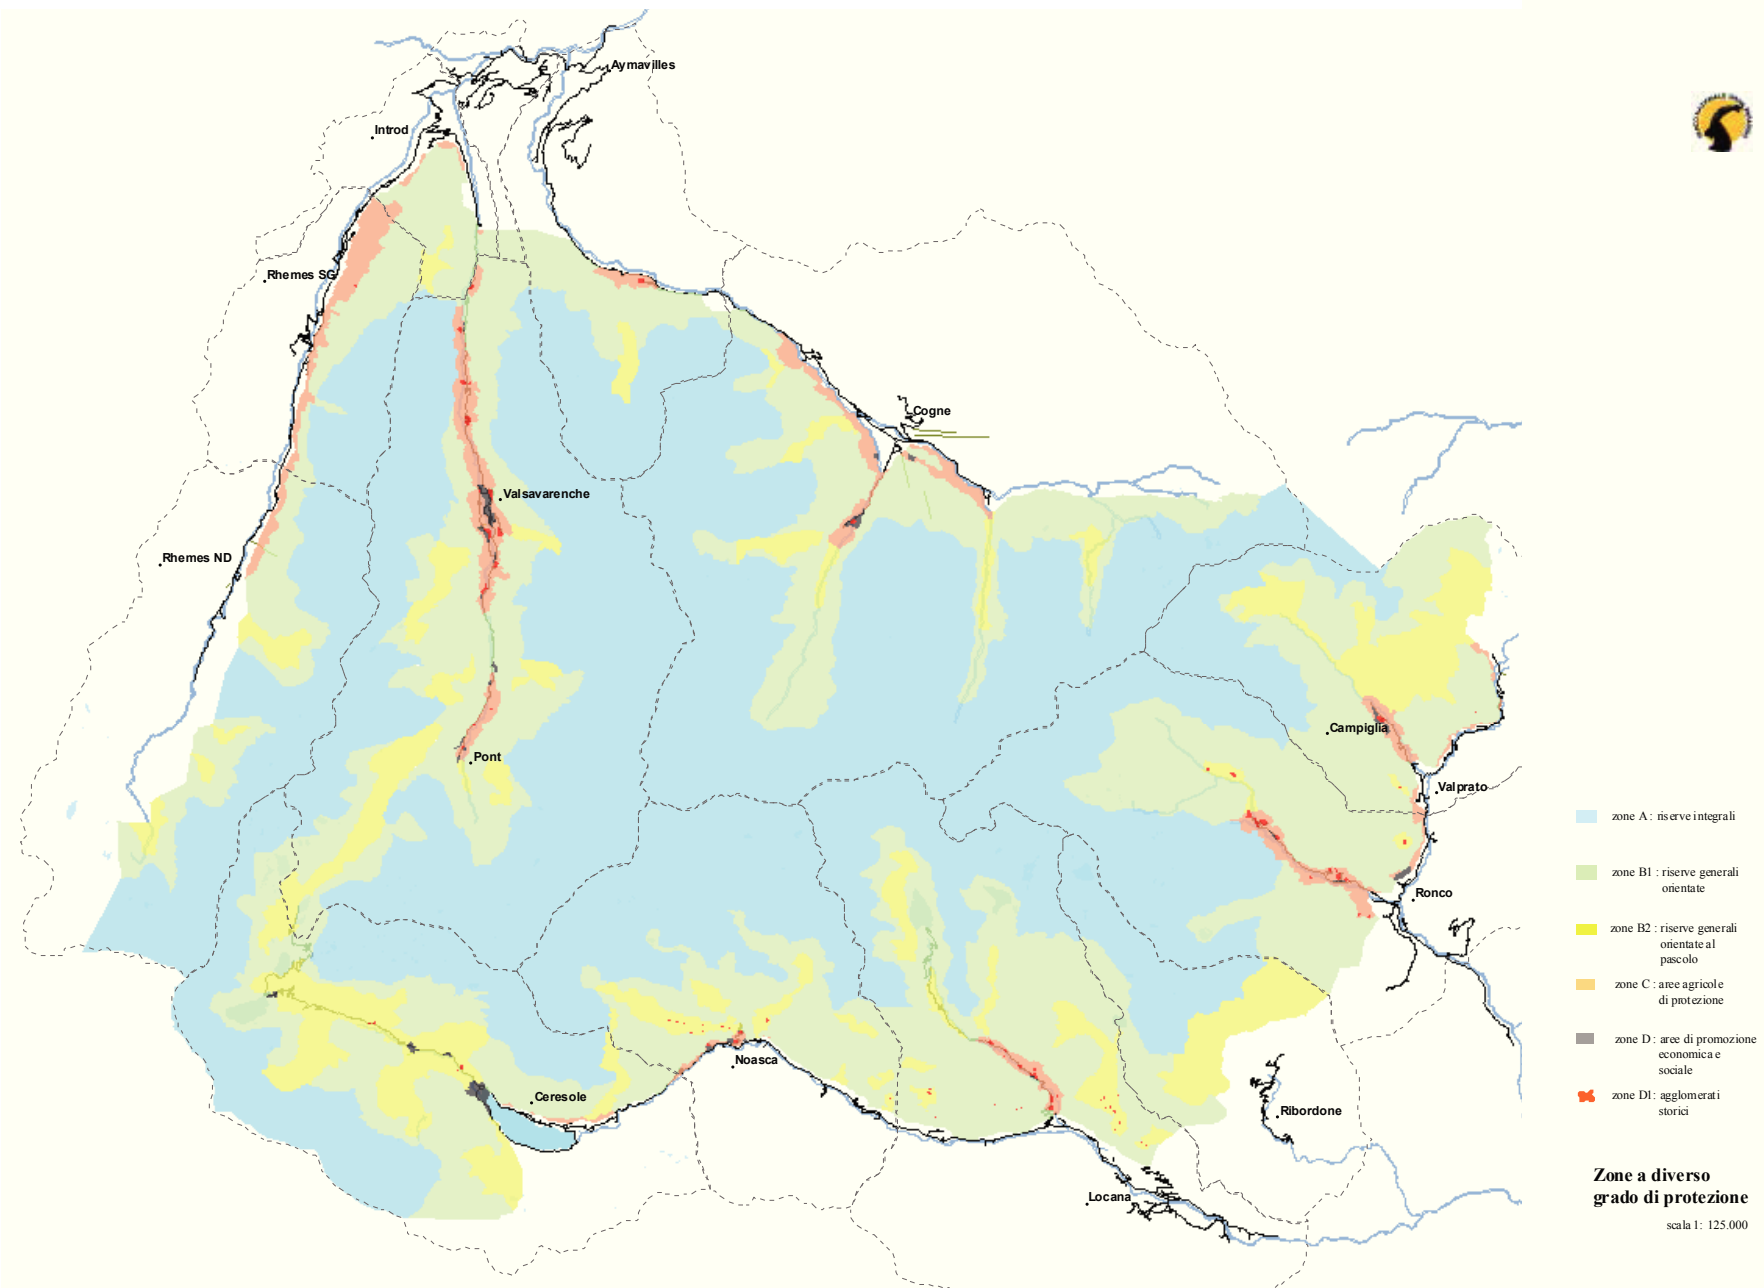 Aymavilles
Introd
Rhemes SG
Cogne
Valsavarenche
Rhemes ND
Campiglia
Pont
Valprato
Ronco
Noasca
Ceresole
Ribordone
Locana
zone A : riserve integrali
zone B1 : riserve generali
orientate
zone B2 : riserve generali
orientate al
pascolo
zone C : aree agricole
di protezione
zone D : aree di promozione
economica e
sociale
zone D1 : agglomerati
storici
Zone a diverso
grado di protezione
scala 1: 125.000